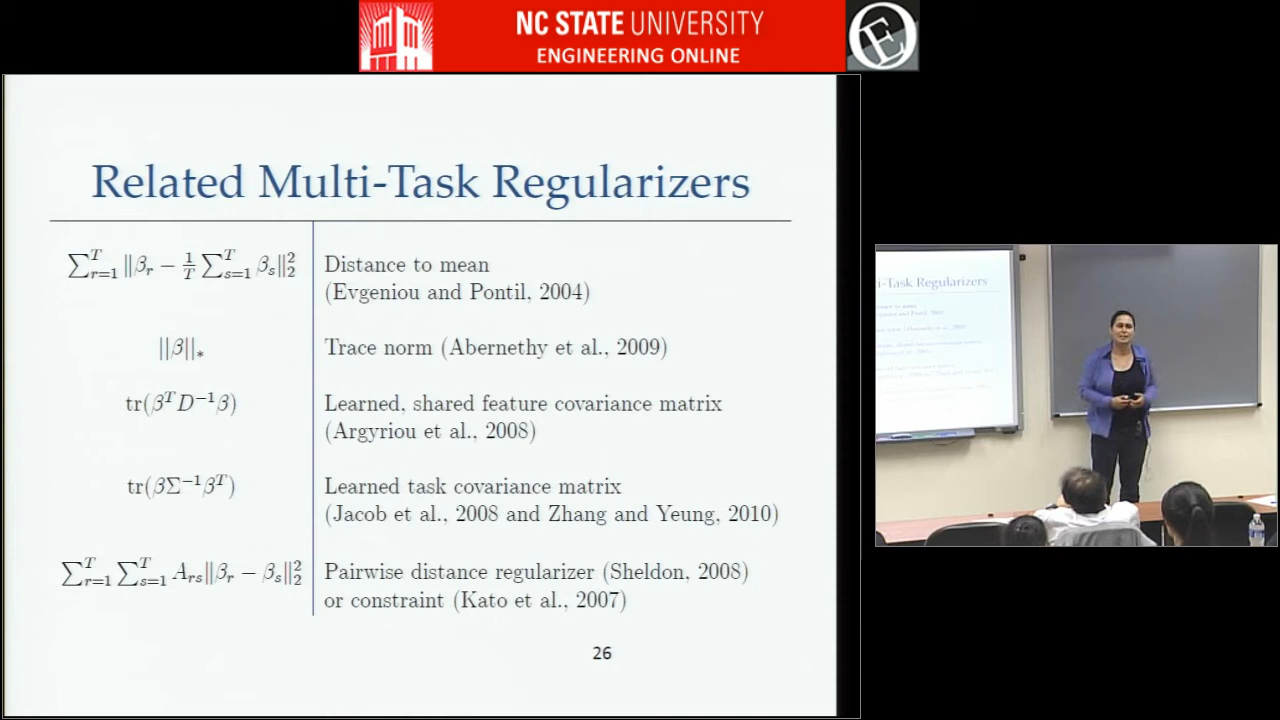 NC STATE UNIVERSITY
ENGINEERING ONLINE
Related Multi-Task Regularizers
∑_{r=1}^{T} ‖β_r − \frac{1}{T} ∑_{s=1}^{T} β_s‖_2^2
Distance to mean
(Evgeniou and Pontil, 2004)
||β||_*
Trace norm (Abernethy et al., 2009)
tr(β^T D^{−1} β)
Learned, shared feature covariance matrix
(Argyriou et al., 2008)
tr(βΣ^{−1}β^T)
Learned task covariance matrix
(Jacob et al., 2008 and Zhang and Yeung, 2010)
∑_{r=1}^{T} ∑_{s=1}^{T} A_{rs}‖β_r − β_s‖_2^2
Pairwise distance regularizer (Sheldon, 2008)
or constraint (Kato et al., 2007)
26
Task Regularizers